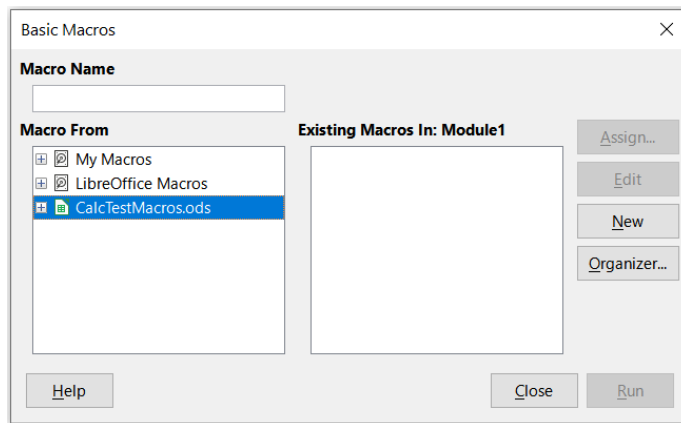 Basic Macros
Macro Name
Macro From
Existing Macros In: Module1
My Macros
LibreOffice Macros
CalcTestMacros.ods
Assign...
Edit
New
Organizer...
Help
Close
Run